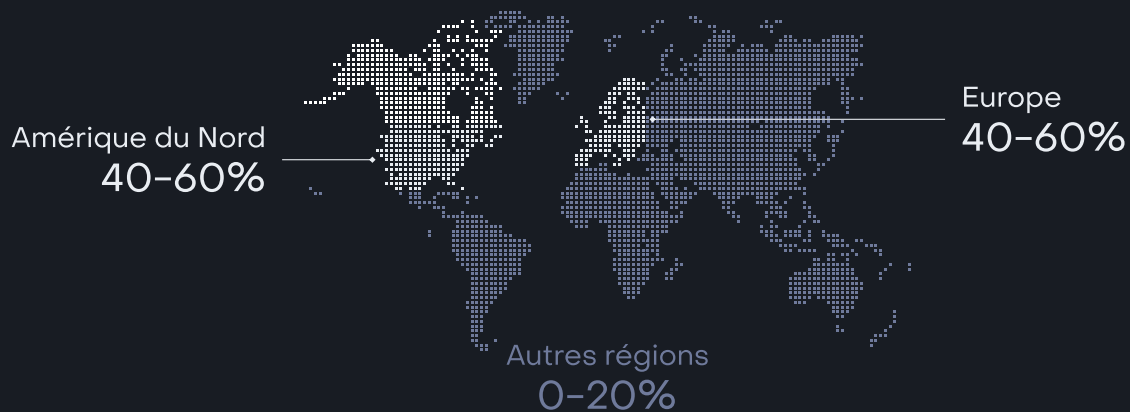 Amérique du Nord
40–60%
Europe
40–60%
Autres régions
0–20%